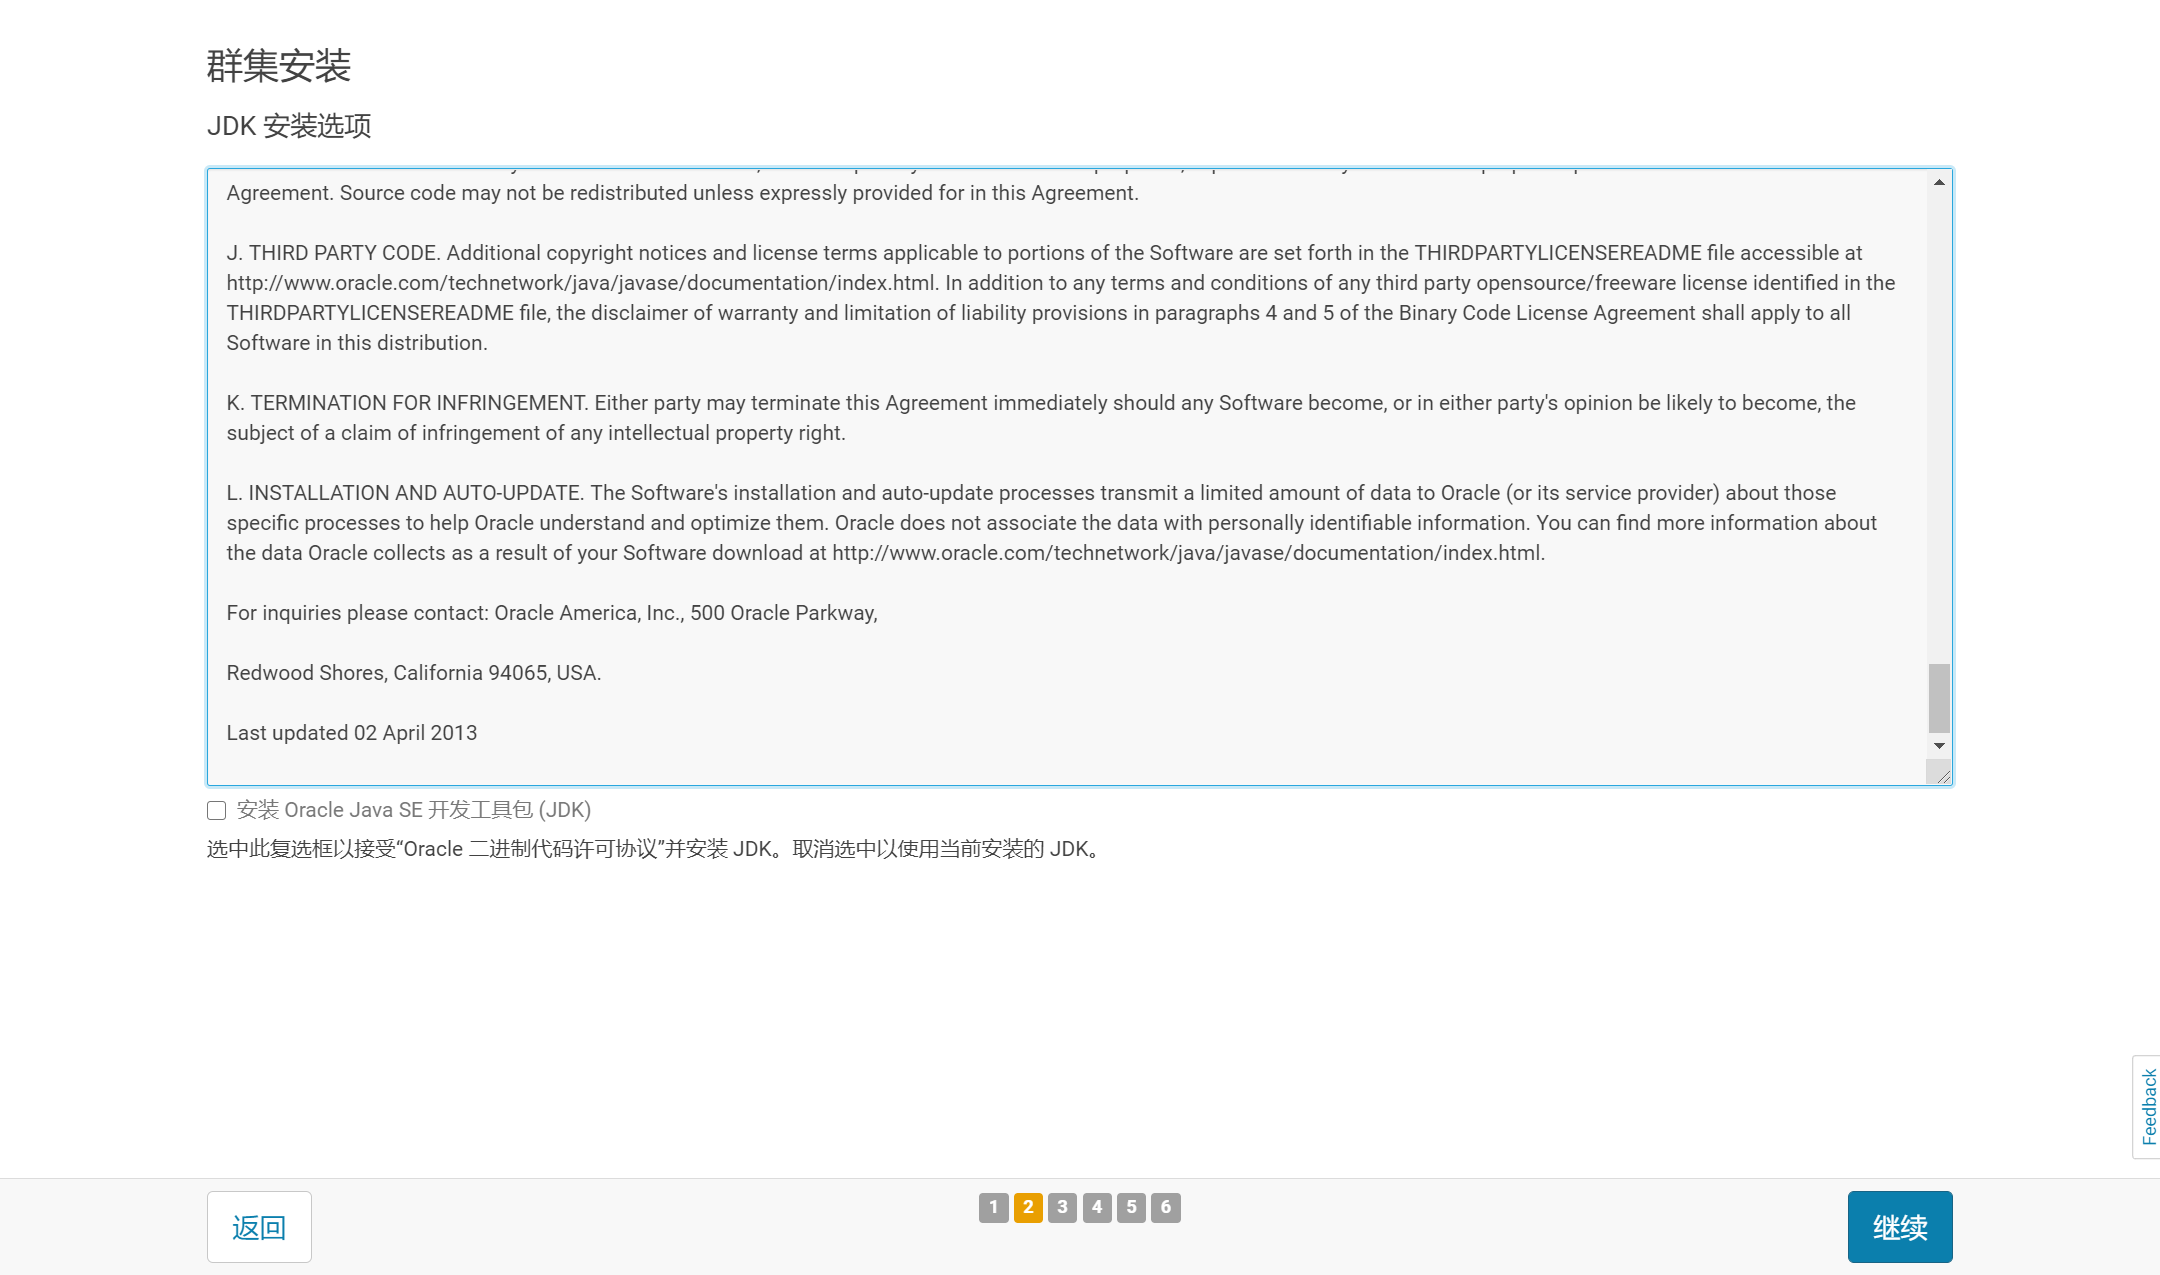 群集安装
JDK 安装选项
Agreement. Source code may not be redistributed unless expressly provided for in this Agreement.
J. THIRD PARTY CODE. Additional copyright notices and license terms applicable to portions of the Software are set forth in the THIRDPARTYLICENSEREADME file accessible at
http://www.oracle.com/technetwork/java/javase/documentation/index.html. In addition to any terms and conditions of any third party opensource/freeware license identified in the
THIRDPARTYLICENSEREADME file, the disclaimer of warranty and limitation of liability provisions in paragraphs 4 and 5 of the Binary Code License Agreement shall apply to all
Software in this distribution.
K. TERMINATION FOR INFRINGEMENT. Either party may terminate this Agreement immediately should any Software become, or in either party's opinion be likely to become, the
subject of a claim of infringement of any intellectual property right.
L. INSTALLATION AND AUTO-UPDATE. The Software's installation and auto-update processes transmit a limited amount of data to Oracle (or its service provider) about those
specific processes to help Oracle understand and optimize them. Oracle does not associate the data with personally identifiable information. You can find more information about
the data Oracle collects as a result of your Software download at http://www.oracle.com/technetwork/java/javase/documentation/index.html.
For inquiries please contact: Oracle America, Inc., 500 Oracle Parkway,
Redwood Shores, California 94065, USA.
Last updated 02 April 2013
安装 Oracle Java SE 开发工具包 (JDK)
选中此复选框以接受“Oracle 二进制代码许可协议”并安装 JDK。取消选中以使用当前安装的 JDK。
Feedback
返回
1 2 3 4 5 6
继续